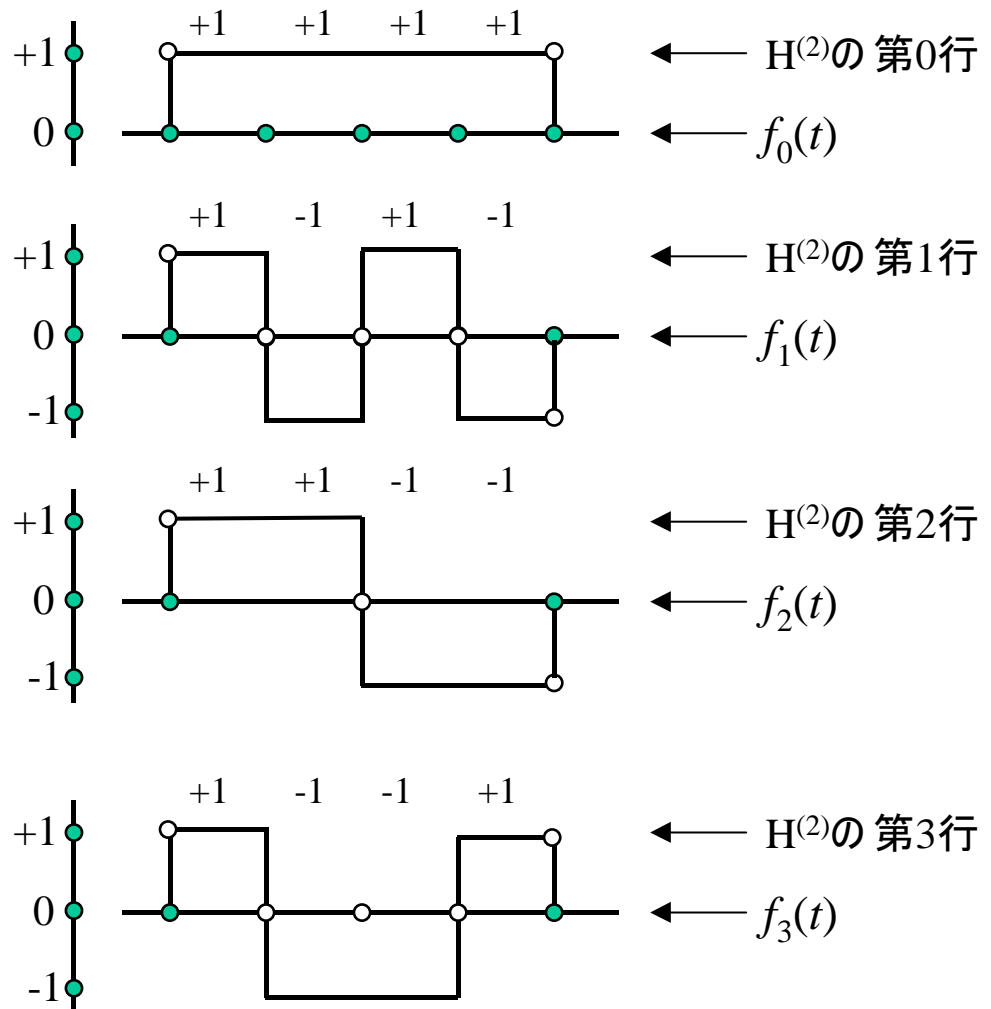 +1 +1 +1 +1
+1 H(2)の 第0行
0 f0(t)
+1 -1 +1 -1
+1 H(2)の 第1行
0 f1(t)
-1
+1 +1 -1 -1
+1 H(2)の 第2行
0 f2(t)
-1
+1 -1 -1 +1
+1 H(2)の 第3行
0 f3(t)
-1